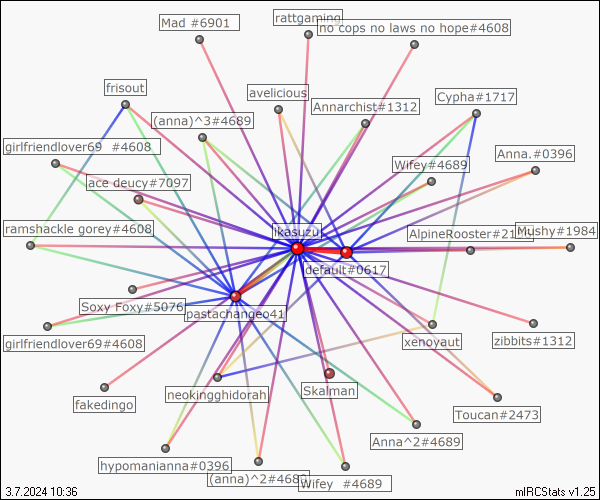 Mad #6901
rattgaming
no cops no laws no hope#4608
frisout
avelicious
Cypha#1717
Annarchist#1312
(anna)^3#4689
girlfriendlover69 #4608
Wifey#4689
Anna.#0396
ace deucy#7097
ramshackle gorey#4608
ikasuzu
AlpineRooster#21
Mushy#1984
default#0617
Soxy Foxy#5076
pastachangeo41
girlfriendlover69#4608
xenoyaut
zibbits#1312
neokingghidorah
Skalman
fakedingo
Toucan#2473
Anna^2#4689
hypomanianna#0396
(anna)^2#4689
Wifey #4689
3.7.2024 10:36
mIRCStats v1.25